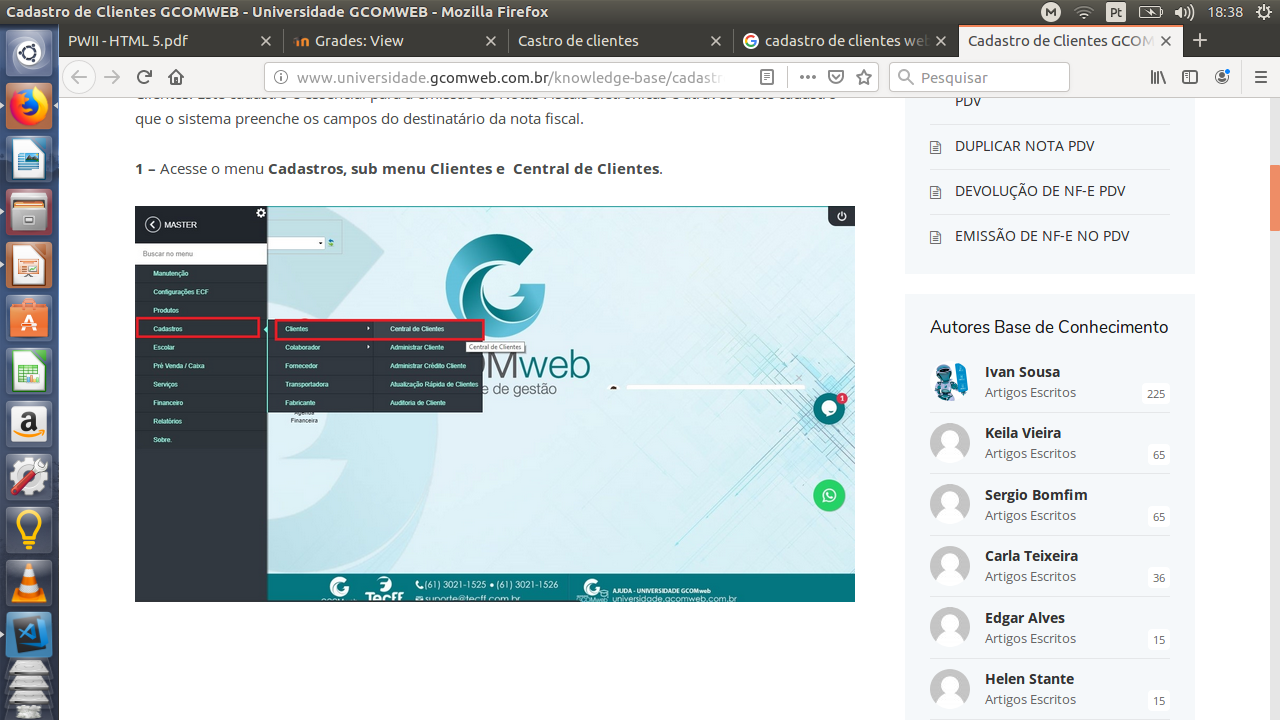 Cadastro de Clientes GCOMWEB - Universidade GCOMWEB - Mozilla Firefox
M
Pt
18:38
PWII - HTML 5.pdf
Grades: View
Castro de clientes
cadastro de clientes we
Cadastro de Clientes GCOM
www.universidade.gcomweb.com.br/knowledge-base/cadast
Pesquisar
que o sistema preenche os campos do destinatário da nota fiscal.
1 – Acesse o menu Cadastros, sub menu Clientes e Central de Clientes.
MASTER
Buscar no menu
Manutenção
Configurações ECF
Produtos
Cadastros
Escolar
Pré Venda / Caixa
Serviços
Financeiro
Relatórios
Sobre.
Clientes
Colaborador
Fornecedor
Transportadora
Fabricante
Central de Clientes
Administrar Cliente
Administrar Crédito Cliente
Atualização Rápida de Clientes
Auditoria de Cliente
Central de Clientes
Agenda
Financeira
OMweb
e de gestão
1
(61) 3021-1525 • (61) 3021-1526
suporte@tecff.com.br
Tecff
AJUDA - UNIVERSIDADE GCOMweb
universidade.gcomweb.com.br
PDV
DUPLICAR NOTA PDV
DEVOLUÇÃO DE NF-E PDV
EMISSÃO DE NF-E NO PDV
Autores Base de Conhecimento
Ivan Sousa
Artigos Escritos
225
Keila Vieira
Artigos Escritos
65
Sergio Bomfim
Artigos Escritos
65
Carla Teixeira
Artigos Escritos
36
Edgar Alves
Artigos Escritos
15
Helen Stante
Artigos Escritos
15